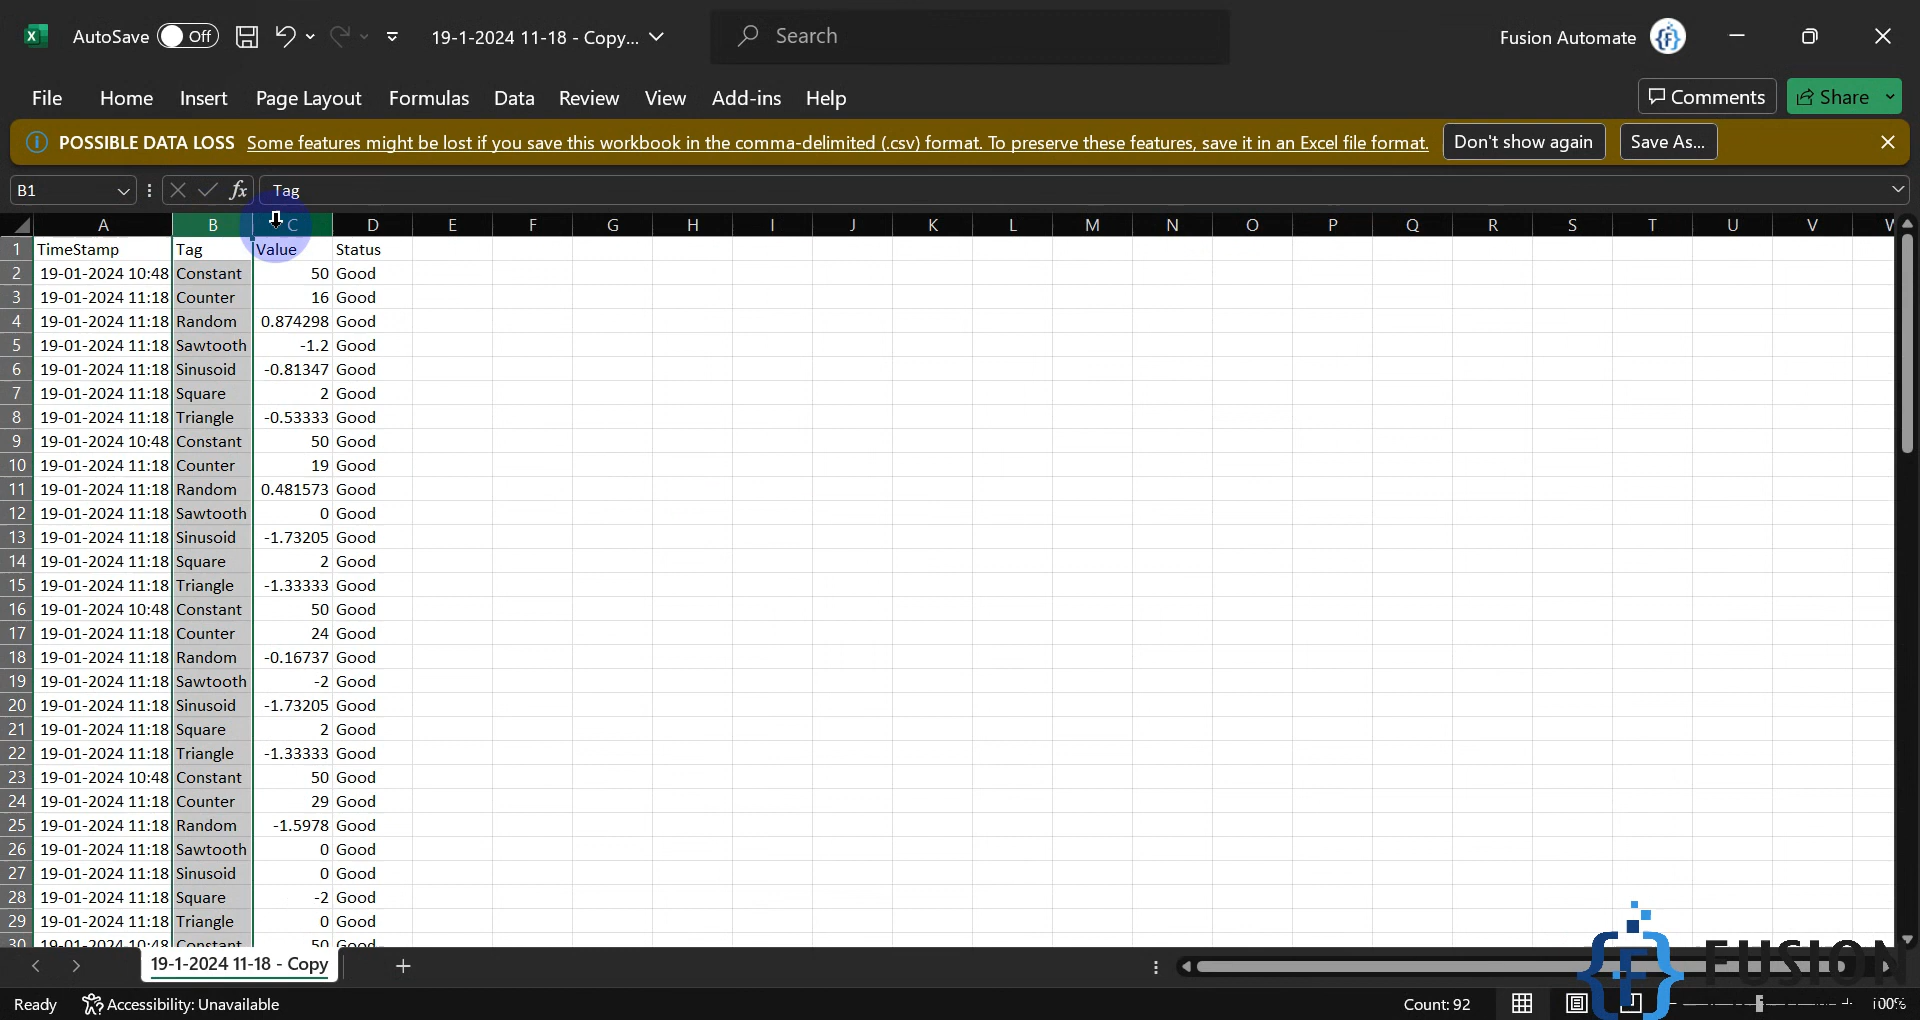 AutoSave Off 19-1-2024 11-18 - Copy... Search Fusion Automate
File Home Insert Page Layout Formulas Data Review View Add-ins Help Comments Share
POSSIBLE DATA LOSS Some features might be lost if you save this workbook in the comma-delimited (.csv) format. To preserve these features, save it in an Excel file format. Don't show again Save As...
B1 fx Tag
A B C D E F G H I J K L M N O P Q R S T U V W
1 TimeStamp Tag Value Status
2 19-01-2024 10:48 Constant 50 Good
3 19-01-2024 11:18 Counter 16 Good
4 19-01-2024 11:18 Random 0.874298 Good
5 19-01-2024 11:18 Sawtooth -1.2 Good
6 19-01-2024 11:18 Sinusoid -0.81347 Good
7 19-01-2024 11:18 Square 2 Good
8 19-01-2024 11:18 Triangle -0.53333 Good
9 19-01-2024 10:48 Constant 50 Good
10 19-01-2024 11:18 Counter 19 Good
11 19-01-2024 11:18 Random 0.481573 Good
12 19-01-2024 11:18 Sawtooth 0 Good
13 19-01-2024 11:18 Sinusoid -1.73205 Good
14 19-01-2024 11:18 Square 2 Good
15 19-01-2024 11:18 Triangle -1.33333 Good
16 19-01-2024 10:48 Constant 50 Good
17 19-01-2024 11:18 Counter 24 Good
18 19-01-2024 11:18 Random -0.16737 Good
19 19-01-2024 11:18 Sawtooth -2 Good
20 19-01-2024 11:18 Sinusoid -1.73205 Good
21 19-01-2024 11:18 Square 2 Good
22 19-01-2024 11:18 Triangle -1.33333 Good
23 19-01-2024 10:48 Constant 50 Good
24 19-01-2024 11:18 Counter 29 Good
25 19-01-2024 11:18 Random -1.5978 Good
26 19-01-2024 11:18 Sawtooth 0 Good
27 19-01-2024 11:18 Sinusoid 0 Good
28 19-01-2024 11:18 Square -2 Good
29 19-01-2024 11:18 Triangle 0 Good
30 19-01-2024 10:48 Constant 50 Good
19-1-2024 11-18 - Copy
FUSION
Ready Accessibility: Unavailable Count: 92 100%